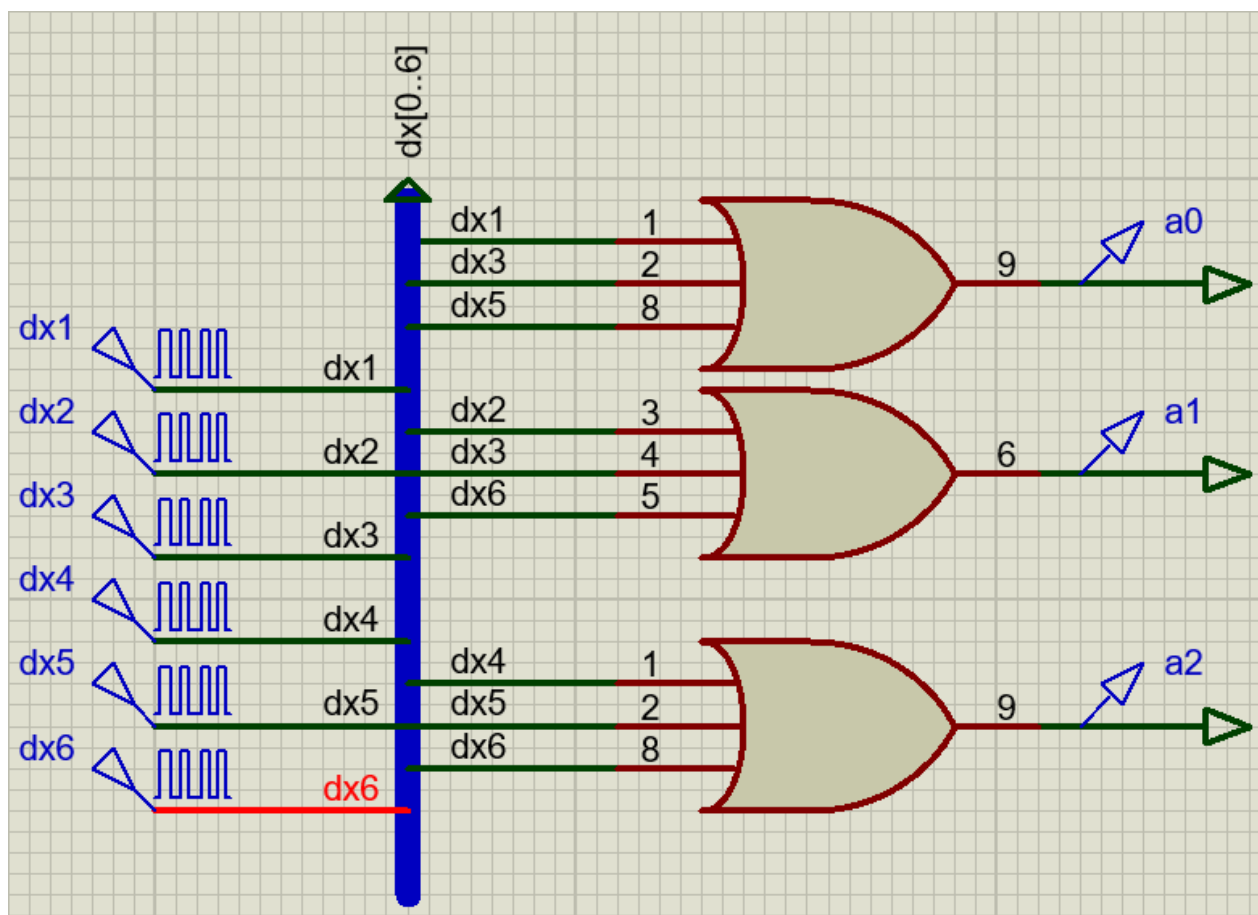 dx[0..6]
dx1 1
dx3 2 9 a0
dx5 8
dx1 dx1
dx2 3
dx2 dx2 dx3 4 6 a1
dx6 5
dx3 dx3
dx4 dx4
dx4 1
dx5 dx5 dx5 2 9 a2
dx6 8
dx6 dx6